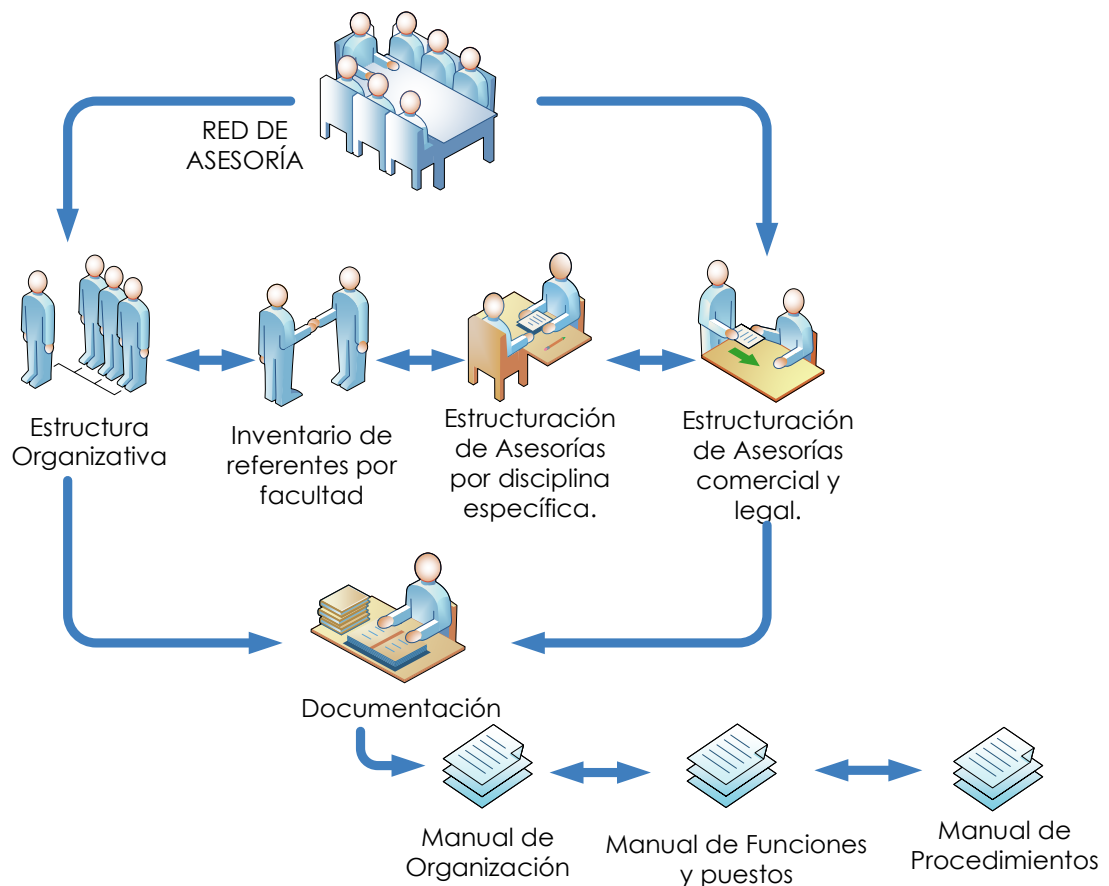 RED DE
ASESORÍA
Estructura
Organizativa
Inventario de
referentes por
facultad
Estructuración
de Asesorías
por disciplina
específica.
Estructuración
de Asesorías
comercial y
legal.
Documentación
Manual de
Organización
Manual de Funciones
y puestos
Manual de
Procedimientos